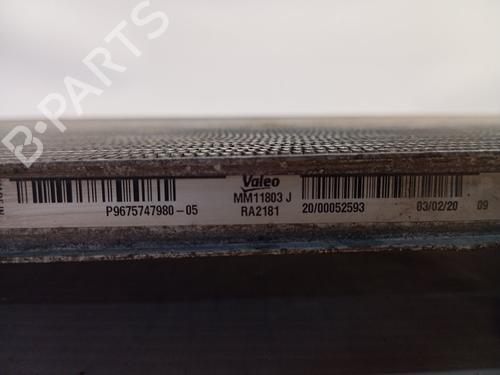 B-PARTS
Valeo
MM11803 J
RA2181
P9675747980-05
20/00052593
03/02/20
09